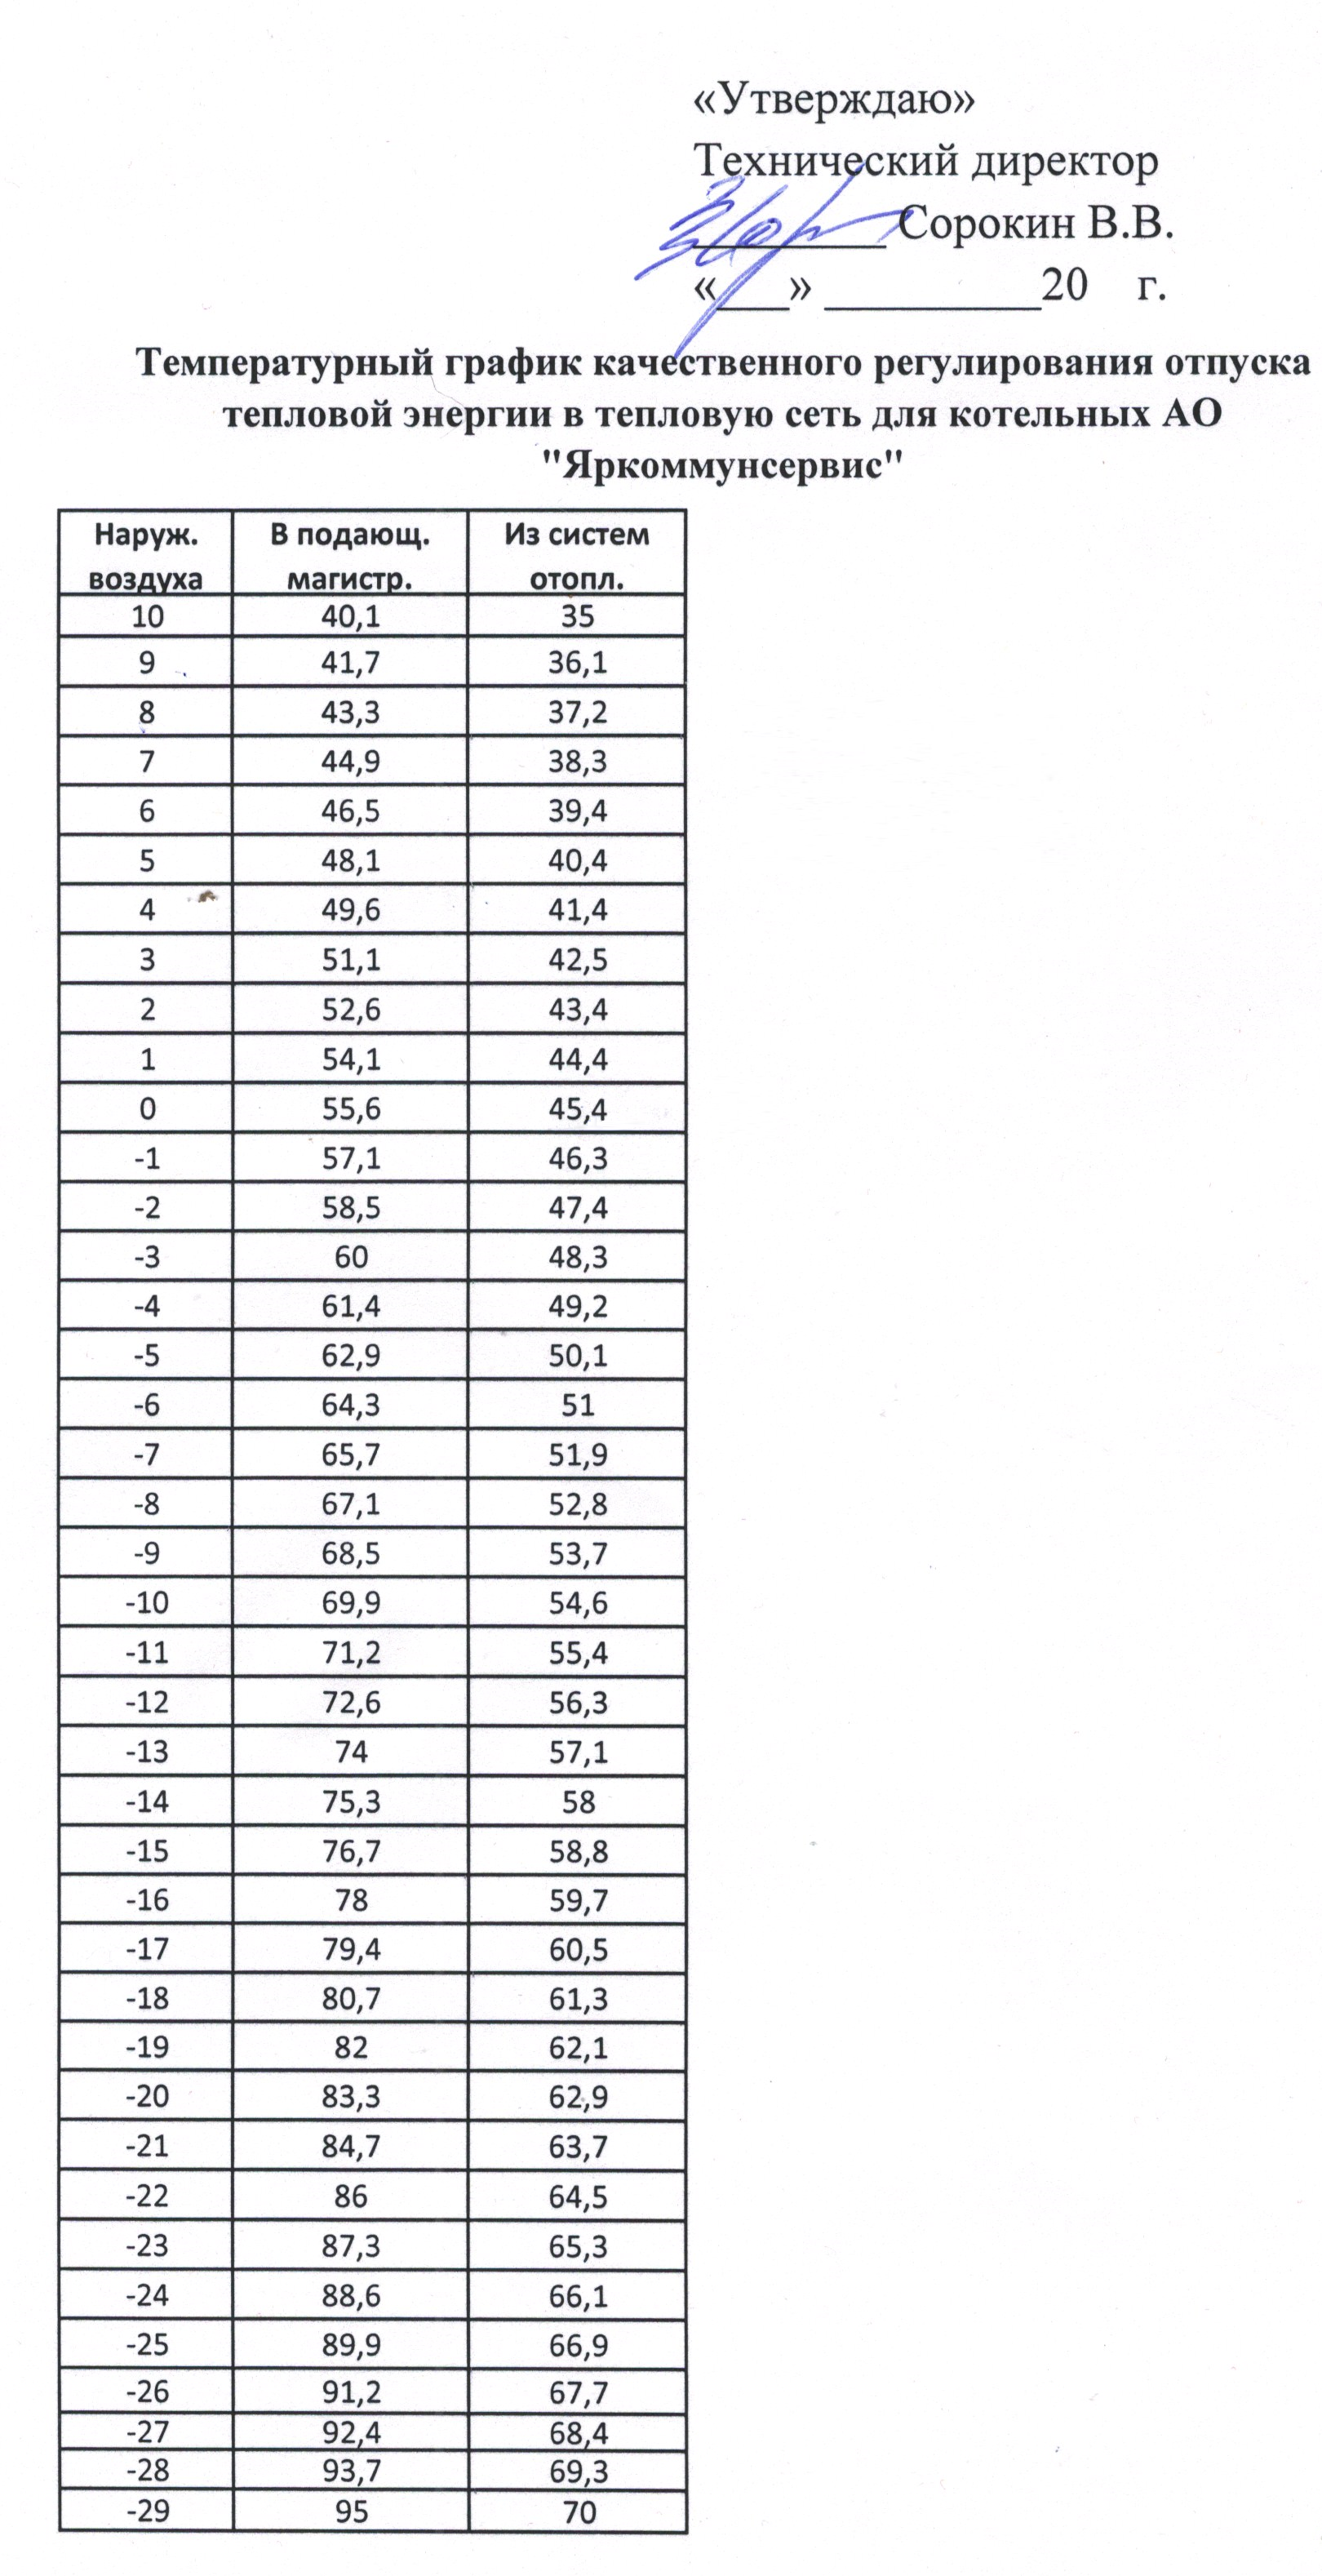 «Утверждаю»
Технический директор
__________ Сорокин В.В.
«___» _________20    г.
Температурный график качественного регулирования отпуска
тепловой энергии в тепловую сеть для котельных АО
"Яркоммунсервис"
Наруж. воздуха В подающ. магистр. Из систем отопл.
10 40,1 35
9 41,7 36,1
8 43,3 37,2
7 44,9 38,3
6 46,5 39,4
5 48,1 40,4
4 49,6 41,4
3 51,1 42,5
2 52,6 43,4
1 54,1 44,4
0 55,6 45,4
-1 57,1 46,3
-2 58,5 47,4
-3 60 48,3
-4 61,4 49,2
-5 62,9 50,1
-6 64,3 51
-7 65,7 51,9
-8 67,1 52,8
-9 68,5 53,7
-10 69,9 54,6
-11 71,2 55,4
-12 72,6 56,3
-13 74 57,1
-14 75,3 58
-15 76,7 58,8
-16 78 59,7
-17 79,4 60,5
-18 80,7 61,3
-19 82 62,1
-20 83,3 62,9
-21 84,7 63,7
-22 86 64,5
-23 87,3 65,3
-24 88,6 66,1
-25 89,9 66,9
-26 91,2 67,7
-27 92,4 68,4
-28 93,7 69,3
-29 95 70